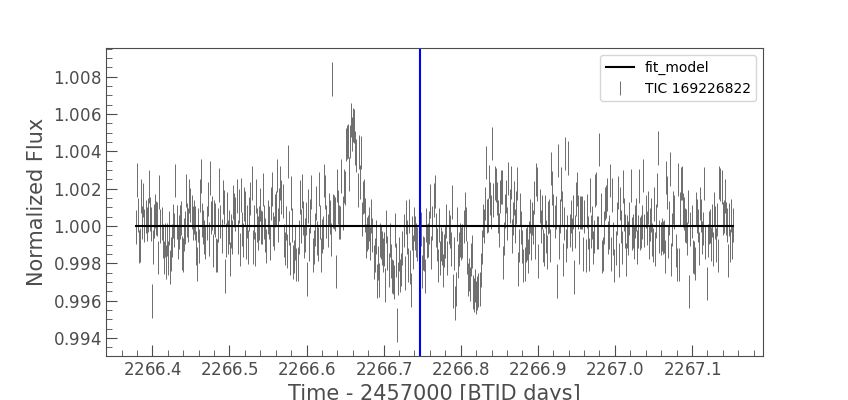 fit_model
TIC 169226822
Normalized Flux
1.008
1.006
1.004
1.002
1.000
0.998
0.996
0.994
2266.4 2266.5 2266.6 2266.7 2266.8 2266.9 2267.0 2267.1
Time - 2457000 [BTJD days]